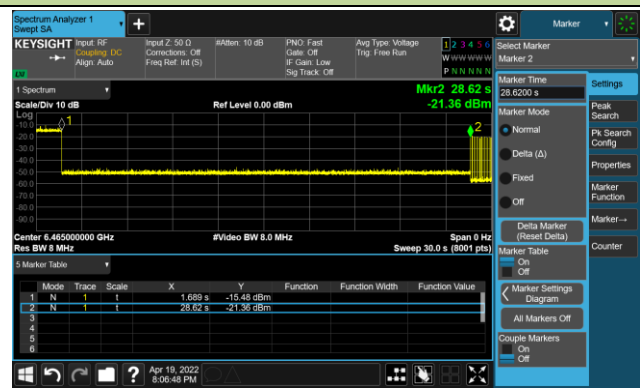 Spectrum Analyzer 1
Swept SA
Marker
KEYSIGHT
Input: RF
Coupling: DC
Align: Auto
Input Z: 50 Ω
Corrections: Off
Freq Ref: Int (S)
#Atten: 10 dB
PNO: Fast
Gate: Off
IF Gain: Low
Sig Track: Off
Avg Type: Voltage
Trig: Free Run
1 2 3 4 5 6
W W W W W W
P N N N N N
Select Marker
Marker 2
1 Spectrum
Mkr2 28.62 s
-21.36 dBm
Scale/Div 10 dB
Ref Level 0.00 dBm
Log
-10.0
-20.0
-30.0
-40.0
-50.0
-60.0
-70.0
-80.0
-90.0
1
2
Center 6.465000000 GHz
Res BW 8 MHz
#Video BW 8.0 MHz
Span 0 Hz
Sweep 30.0 s (8001 pts)
5 Marker Table
Mode Trace Scale X Y Function Function Width Function Value
1 N 1 t 1.689 s -15.48 dBm
2 N 1 t 28.62 s -21.36 dBm
3
4
5
6
Marker Time
28.6200 s
Marker Mode
Normal
Delta (Δ)
Fixed
Off
Delta Marker
(Reset Delta)
Marker Table
On
Off
Marker Settings
Diagram
All Markers Off
Couple Markers
On
Off
Settings
Peak
Search
Pk Search
Config
Properties
Marker
Function
Marker→
Counter
?
Apr 19, 2022
8:06:48 PM